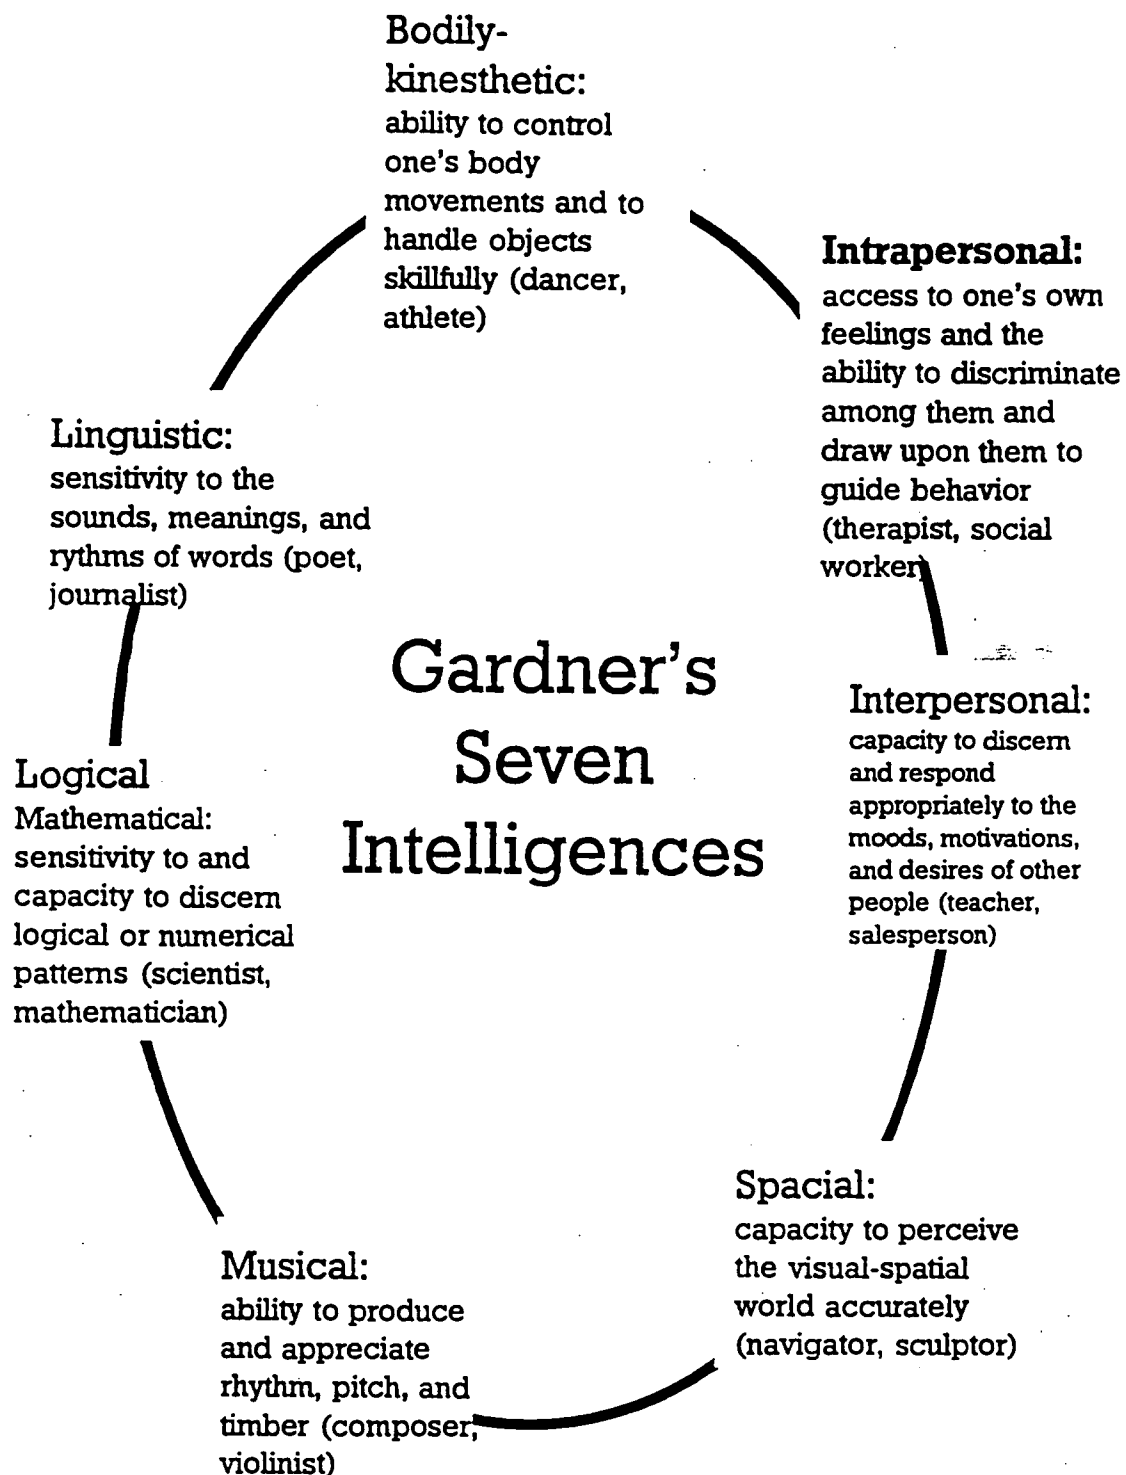 Bodily-
kinesthetic:
ability to control
one's body
movements and to
handle objects
skillfully (dancer,
athlete)
Intrapersonal:
access to one's own
feelings and the
ability to discriminate
among them and
draw upon them to
guide behavior
(therapist, social
worker)
Interpersonal:
capacity to discern
and respond
appropriately to the
moods, motivations,
and desires of other
people (teacher,
salesperson)
Spacial:
capacity to perceive
the visual-spatial
world accurately
(navigator, sculptor)
Musical:
ability to produce
and appreciate
rhythm, pitch, and
timber (composer,
violinist)
Logical
Mathematical:
sensitivity to and
capacity to discern
logical or numerical
patterns (scientist,
mathematician)
Linguistic:
sensitivity to the
sounds, meanings, and
rythms of words (poet,
journalist)
Gardner's
Seven
Intelligences